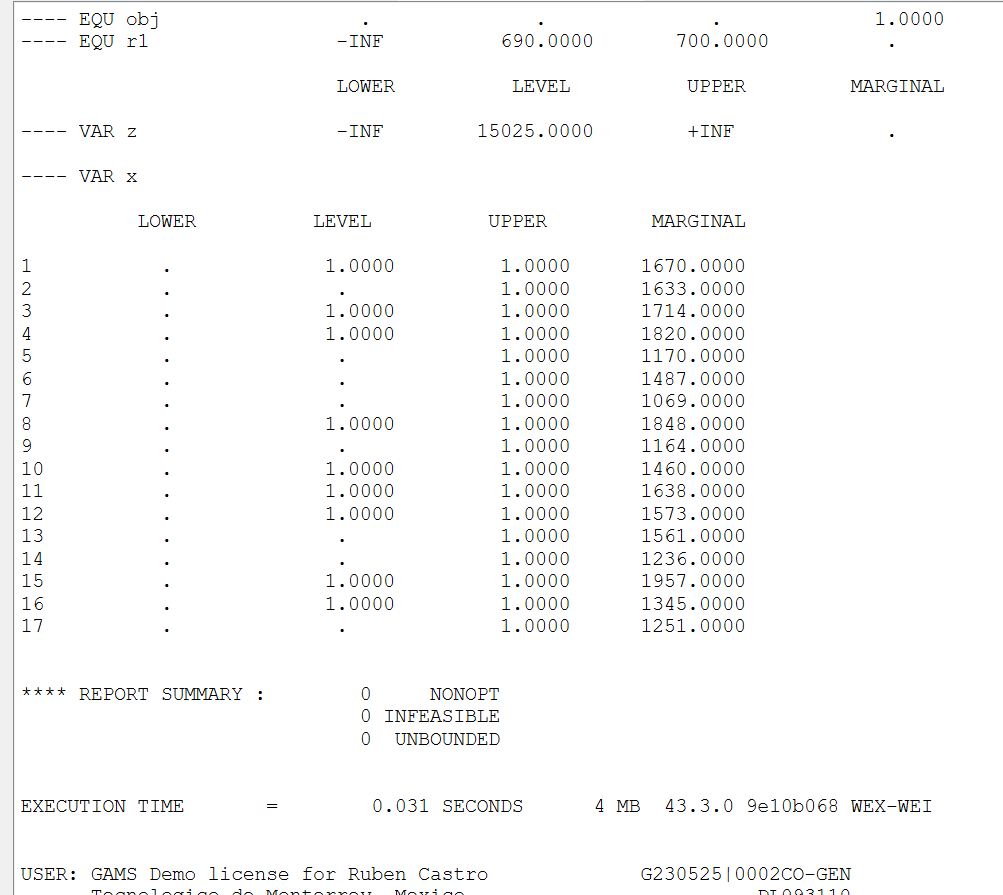 ---- EQU obj . . . 1.0000
---- EQU r1 -INF 690.0000 700.0000 .
LOWER LEVEL UPPER MARGINAL
---- VAR z -INF 15025.0000 +INF .
---- VAR x
LOWER LEVEL UPPER MARGINAL
1 . 1.0000 1.0000 1670.0000
2 . . 1.0000 1633.0000
3 . 1.0000 1.0000 1714.0000
4 . 1.0000 1.0000 1820.0000
5 . . 1.0000 1170.0000
6 . . 1.0000 1487.0000
7 . . 1.0000 1069.0000
8 . 1.0000 1.0000 1848.0000
9 . . 1.0000 1164.0000
10 . 1.0000 1.0000 1460.0000
11 . 1.0000 1.0000 1638.0000
12 . 1.0000 1.0000 1573.0000
13 . . 1.0000 1561.0000
14 . . 1.0000 1236.0000
15 . 1.0000 1.0000 1957.0000
16 . 1.0000 1.0000 1345.0000
17 . . 1.0000 1251.0000
**** REPORT SUMMARY : 0 NONOPT
0 INFEASIBLE
0 UNBOUNDED
EXECUTION TIME = 0.031 SECONDS 4 MB 43.3.0 9e10b068 WEX-WEI
USER: GAMS Demo license for Ruben Castro G230525|0002CO-GEN
Tecnologico de Monterrey, Mexico DL093110